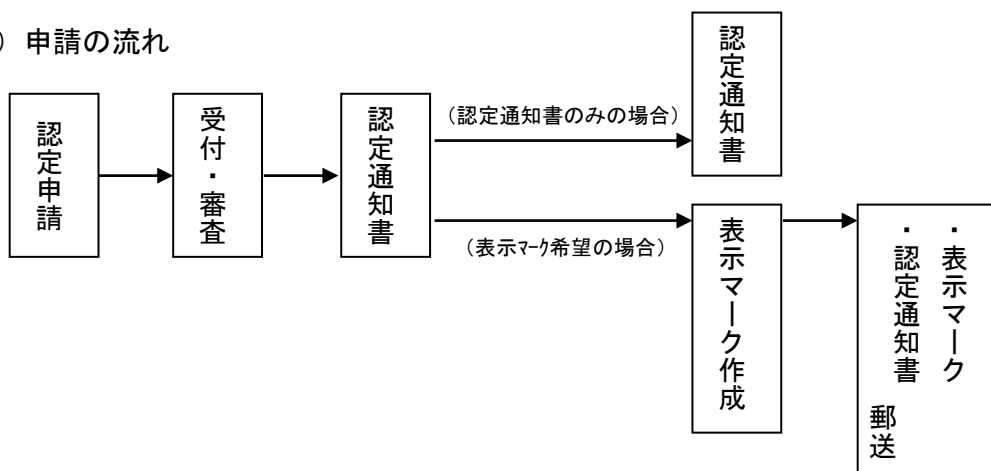 ) 申請の流れ
認定申請
受付・審査
認定通知書
（認定通知書のみの場合）
認定通知書
（表示ﾏｰｸ希望の場合）
表示マーク作成
・表示マーク
・認定通知書
郵送